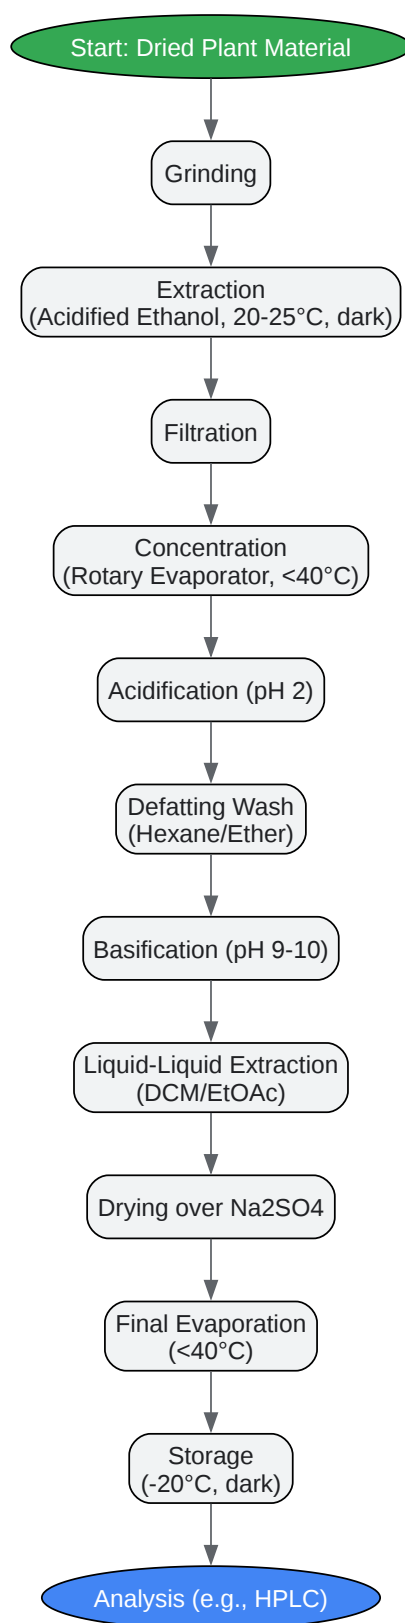 Start: Dried Plant Material
Grinding
Extraction
(Acidified Ethanol, 20-25°C, dark)
Filtration
Concentration
(Rotary Evaporator, <40°C)
Acidification (pH 2)
Defatting Wash
(Hexane/Ether)
Basification (pH 9-10)
Liquid-Liquid Extraction
(DCM/EtOAc)
Drying over Na2SO4
Final Evaporation
(<40°C)
Storage
(-20°C, dark)
Analysis (e.g., HPLC)